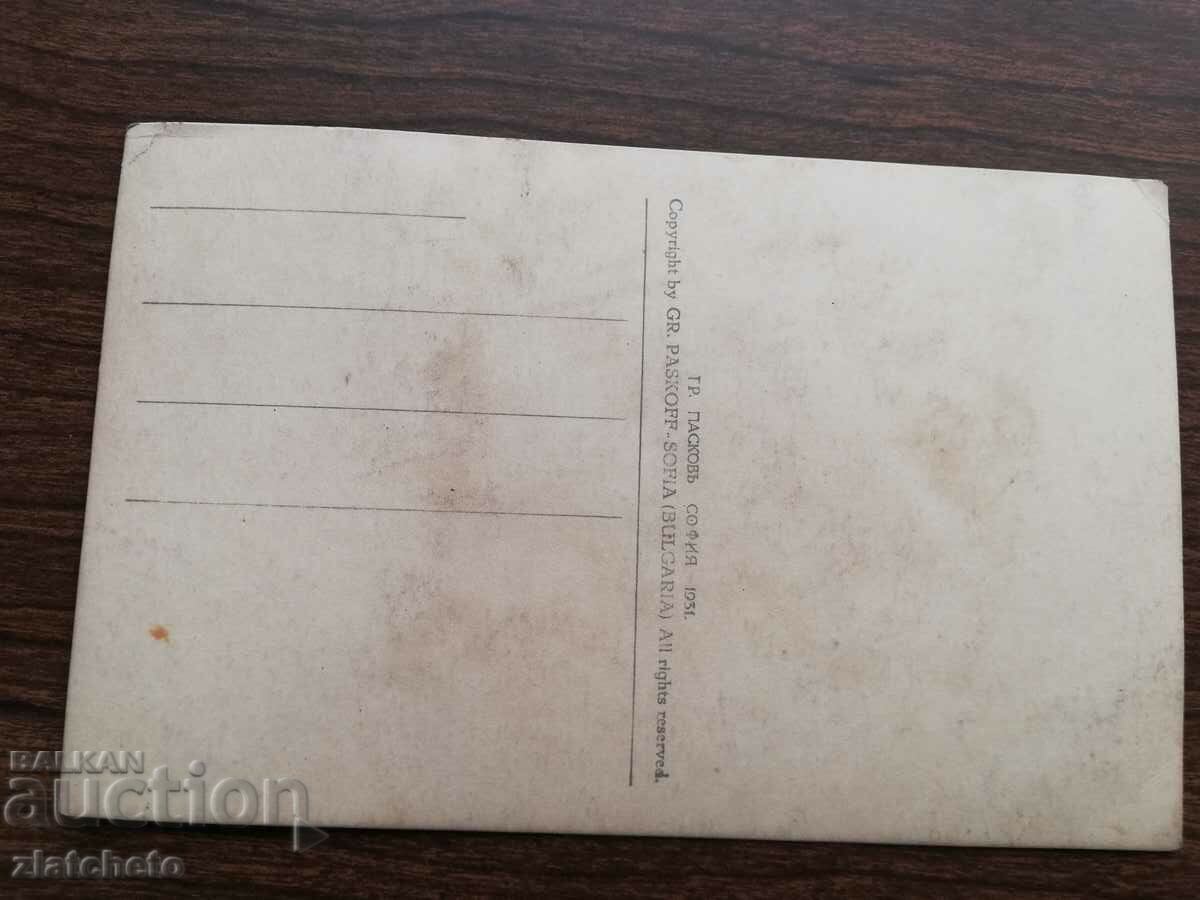 ГР. ПАСКОВЪ СОФИЯ 1931.
Copyright by GR. PASKOFF - SOFIA (BULGARIA) All rights reserved.
BALKAN
auction
zlatcheto